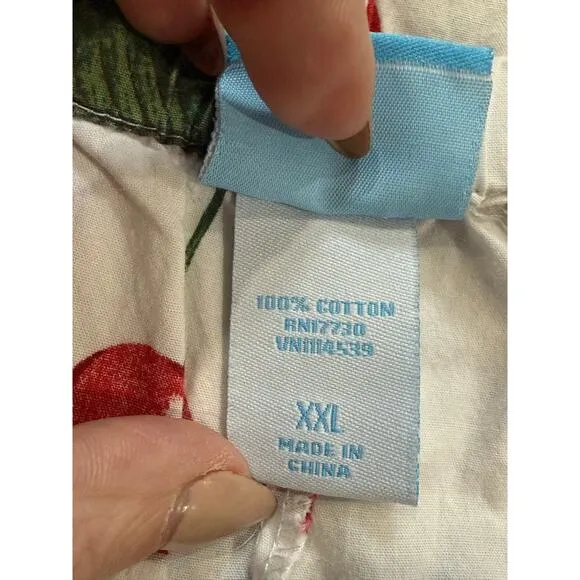 100% COTTON
RN17730
VN1114539
XXL
MADE IN
CHINA